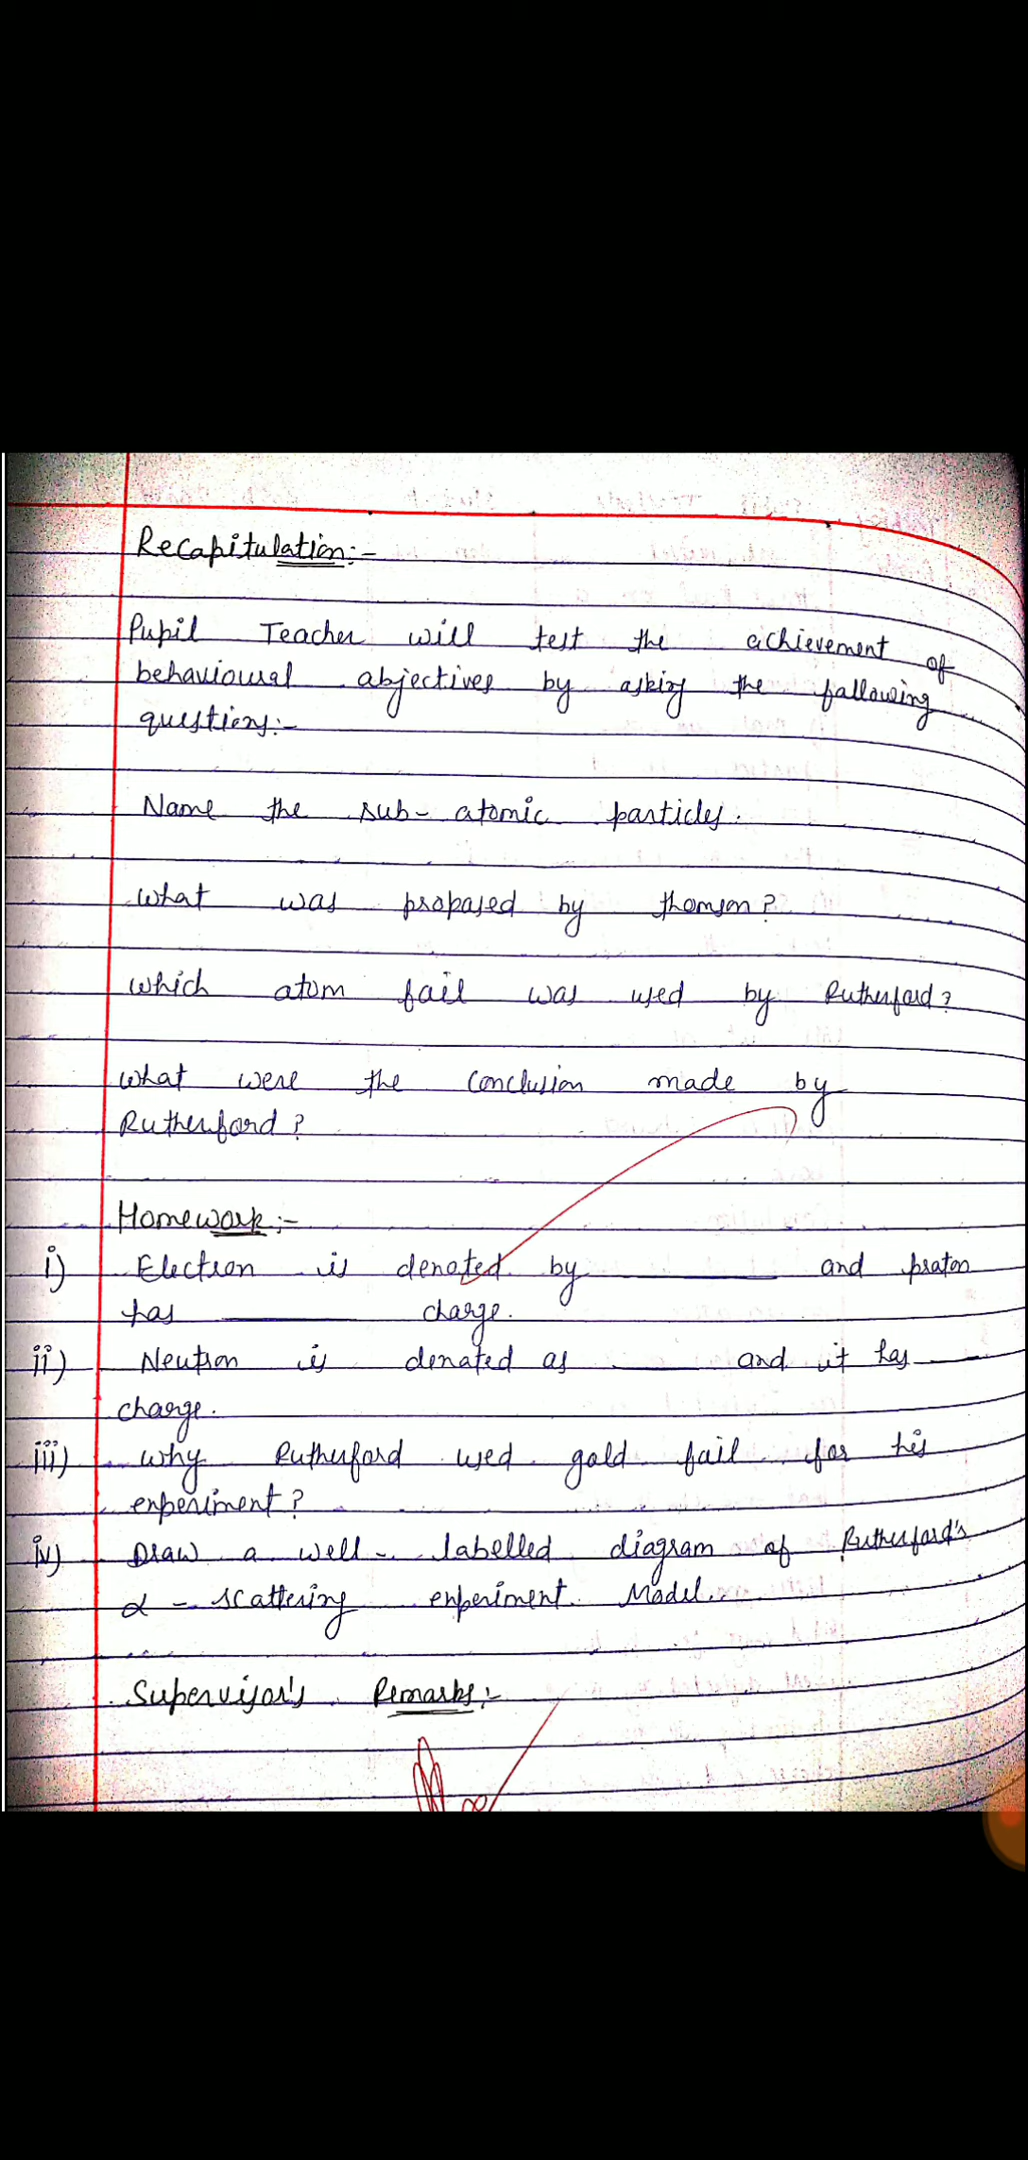 Recapitulation:-
Pupil Teacher will test the achievement of
behavioural objectives by asking the following
questions:-
Name the sub-atomic particles.
What was proposed by thomson?
Which atom foil was used by Rutherford?
What were the conclusion made by
Rutherford?
Homework:-
i) Electron is denoted by ________ and proton
has ________ charge.
ii) Neutron is denoted as ______ and it has ____
charge.
iii) Why Rutherford used gold foil for his
experiment?
iv) Draw a well-labelled diagram of Rutherford's
α-scattering experiment Model.
Supervisor's Remarks:-